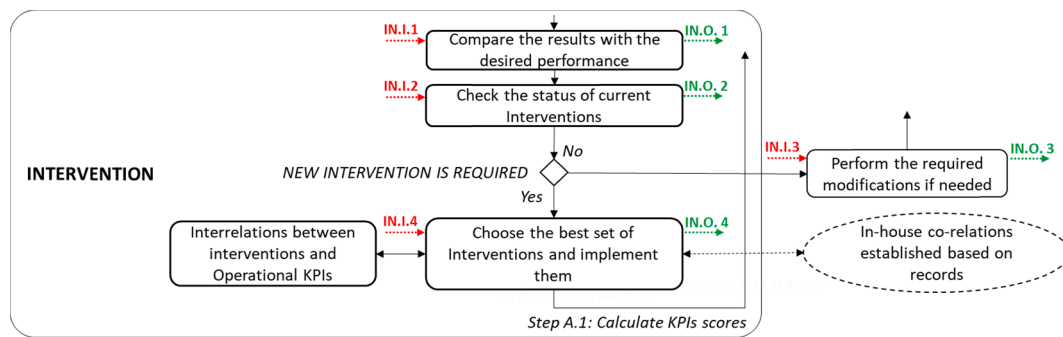 IN.I.1
Compare the results with the
desired performance
IN.O. 1
IN.I.2
Check the status of current
Interventions
IN.O. 2
INTERVENTION
NEW INTERVENTION IS REQUIRED
No
Yes
IN.I.3
Perform the required
modifications if needed
IN.O. 3
Interrelations between
interventions and
Operational KPIs
IN.I.4
Choose the best set of
Interventions and implement
them
IN.O. 4
In-house co-relations
established based on
records
Step A.1: Calculate KPIs scores